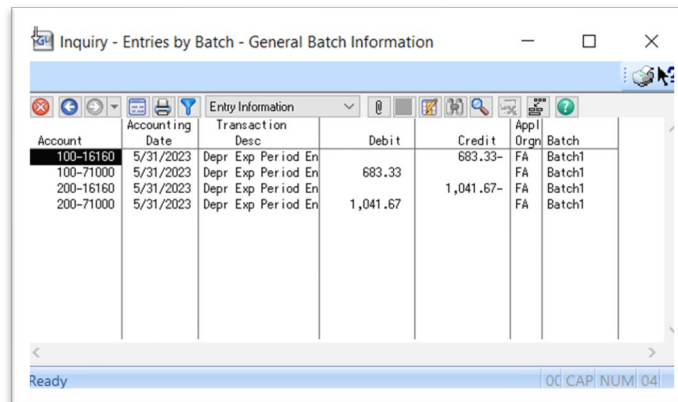 Inquiry - Entries by Batch - General Batch Information
Entry Information
Accounting Transaction Appl
Account Date Desc Debit Credit Orgn Batch
100-16160 5/31/2023 Depr Exp Period En 683.33- FA Batch1
100-71000 5/31/2023 Depr Exp Period En 683.33 FA Batch1
200-16160 5/31/2023 Depr Exp Period En 1,041.67- FA Batch1
200-71000 5/31/2023 Depr Exp Period En 1,041.67 FA Batch1
Ready CAP NUM 04